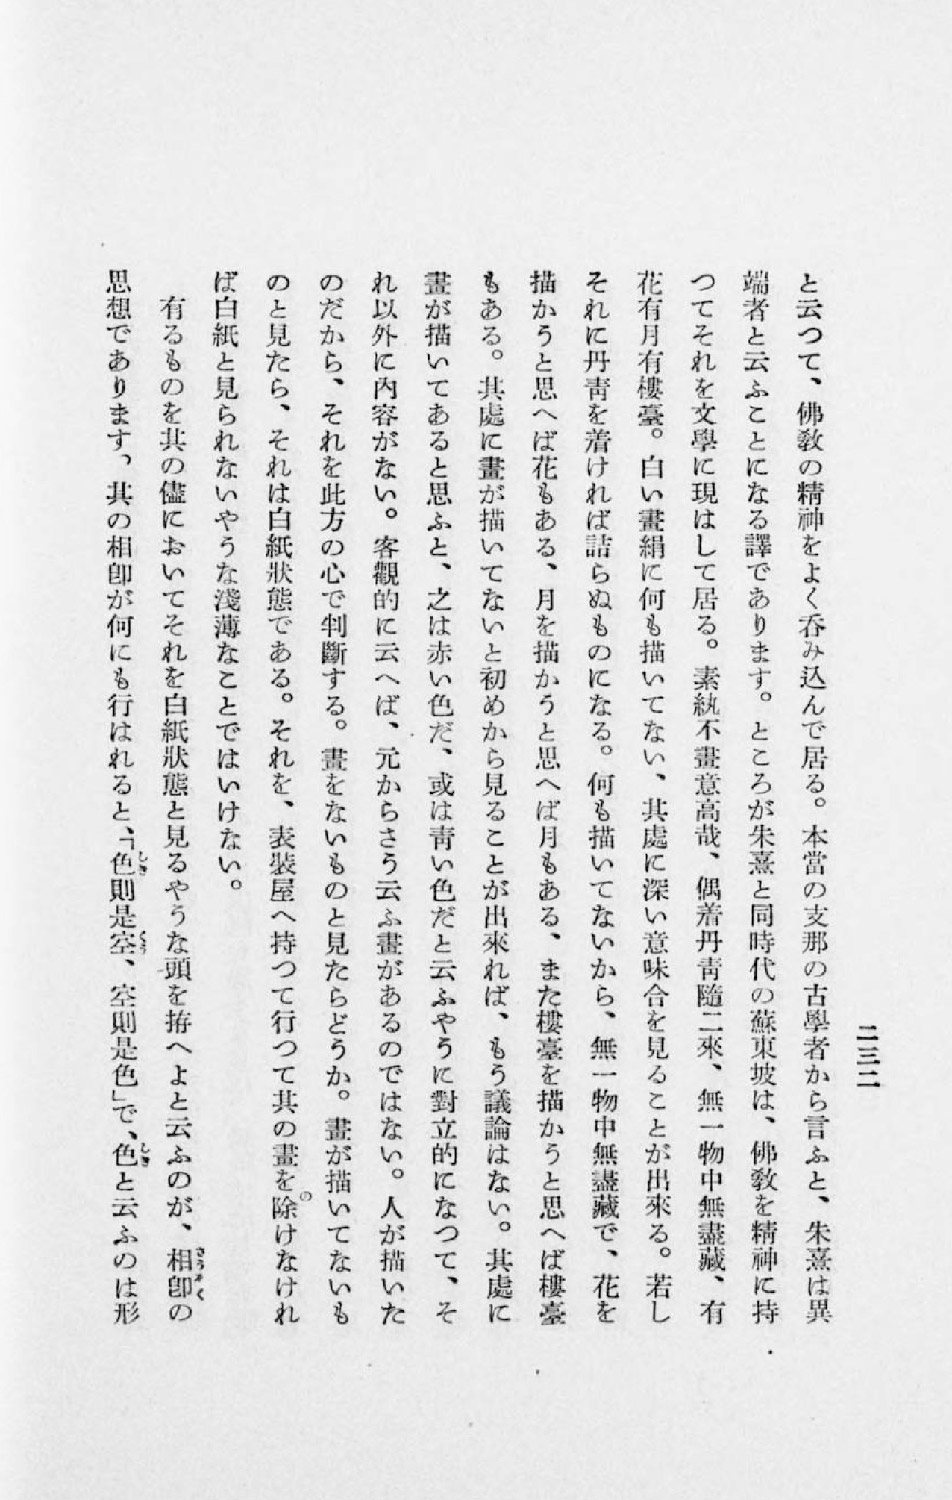 二三二
と云つて、佛敎の精神をよく呑み込んで居る。本當の支那の古學者から言ふと、朱熹は異
端者と云ふことになる譯であります。ところが朱熹と同時代の蘇東坡は、佛敎を精神に持
つてそれを文學に現はして居る。素紈不畫意高哉、偶着丹靑隨二來、無一物中無盡藏、有
花有月有樓臺。白い畫絹に何も描いてない、其處に深い意味合を見ることが出來る。若し
それに丹靑を着ければ詰らぬものになる。何も描いてないから、無一物中無盡藏で、花を
描かうと思へば花もある、月を描かうと思へば月もある、また樓臺を描かうと思へば樓臺
もある。其處に畫が描いてないと初めから見ることが出來れば、もう議論はない。其處に
畫が描いてあると思ふと、之は赤い色だ、或は靑い色だと云ふやうに對立的になつて、そ
れ以外に內容がない。客觀的に云へば、元からさう云ふ畫があるのではない。人が描いた
のだから、それを此方の心で判斷する。畫をないものと見たらどうか。畫が描いてないも
のと見たら、それは白紙狀態である。それを、表裝屋へ持つて行つて其の畫を除けなけれ
ば白紙と見られないやうな淺薄なことではいけない。
有るものを其の儘においてそれを白紙狀態と見るやうな頭を拵へよと云ふのが、相卽の
思想であります、其の相卽が何にも行はれると、「色則是空、空則是色」で、色と云ふのは形